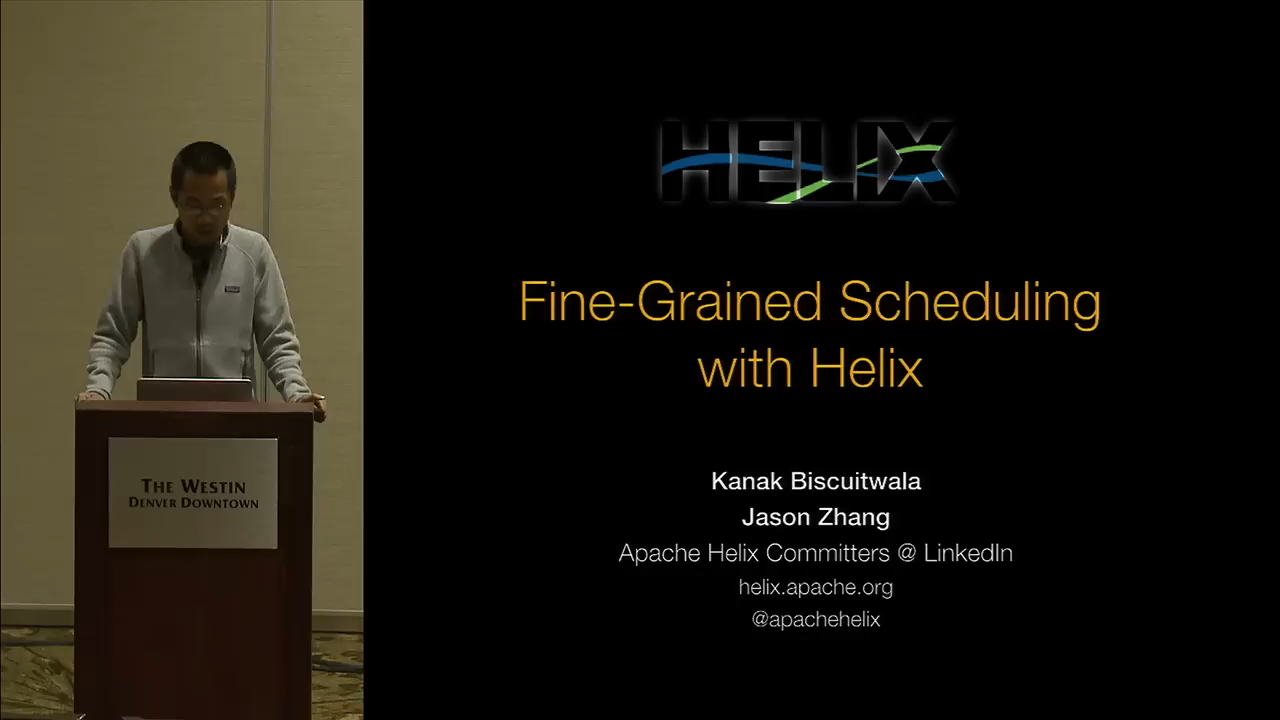 HELIX
Fine-Grained Scheduling
with Helix
Kanak Biscuitwala
Jason Zhang
Apache Helix Committers @ LinkedIn
helix.apache.org
@apachehelix
THE WESTIN
DENVER DOWNTOWN